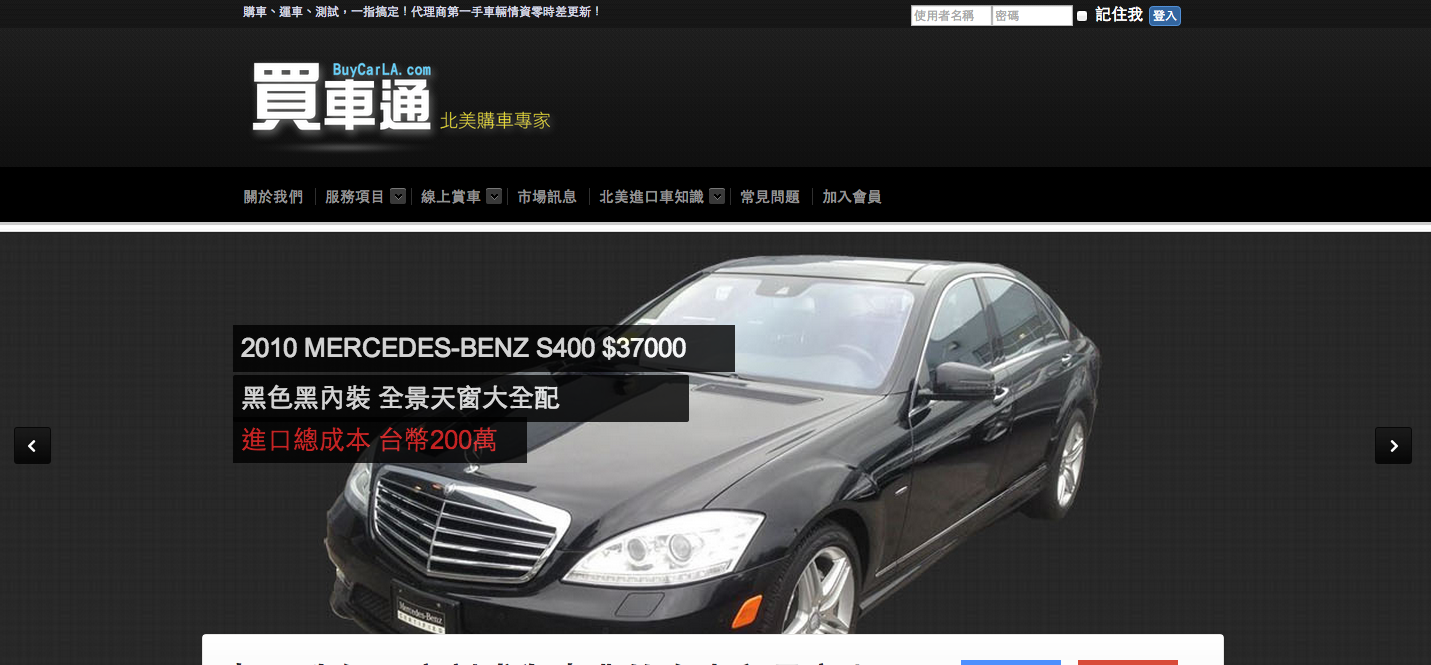 購車、運車、測試，一指搞定！代理商第一手車輛情資零時差更新！
使用者名稱 密碼 記住我 登入
BuyCarLA.com
買車通 北美購車專家
關於我們 服務項目 線上賞車 市場訊息 北美進口車知識 常見問題 加入會員
2010 MERCEDES-BENZ S400 $37000
黑色黑內裝 全景天窗大全配
進口總成本 台幣200萬
Mercedes-Benz
CERTIFIED